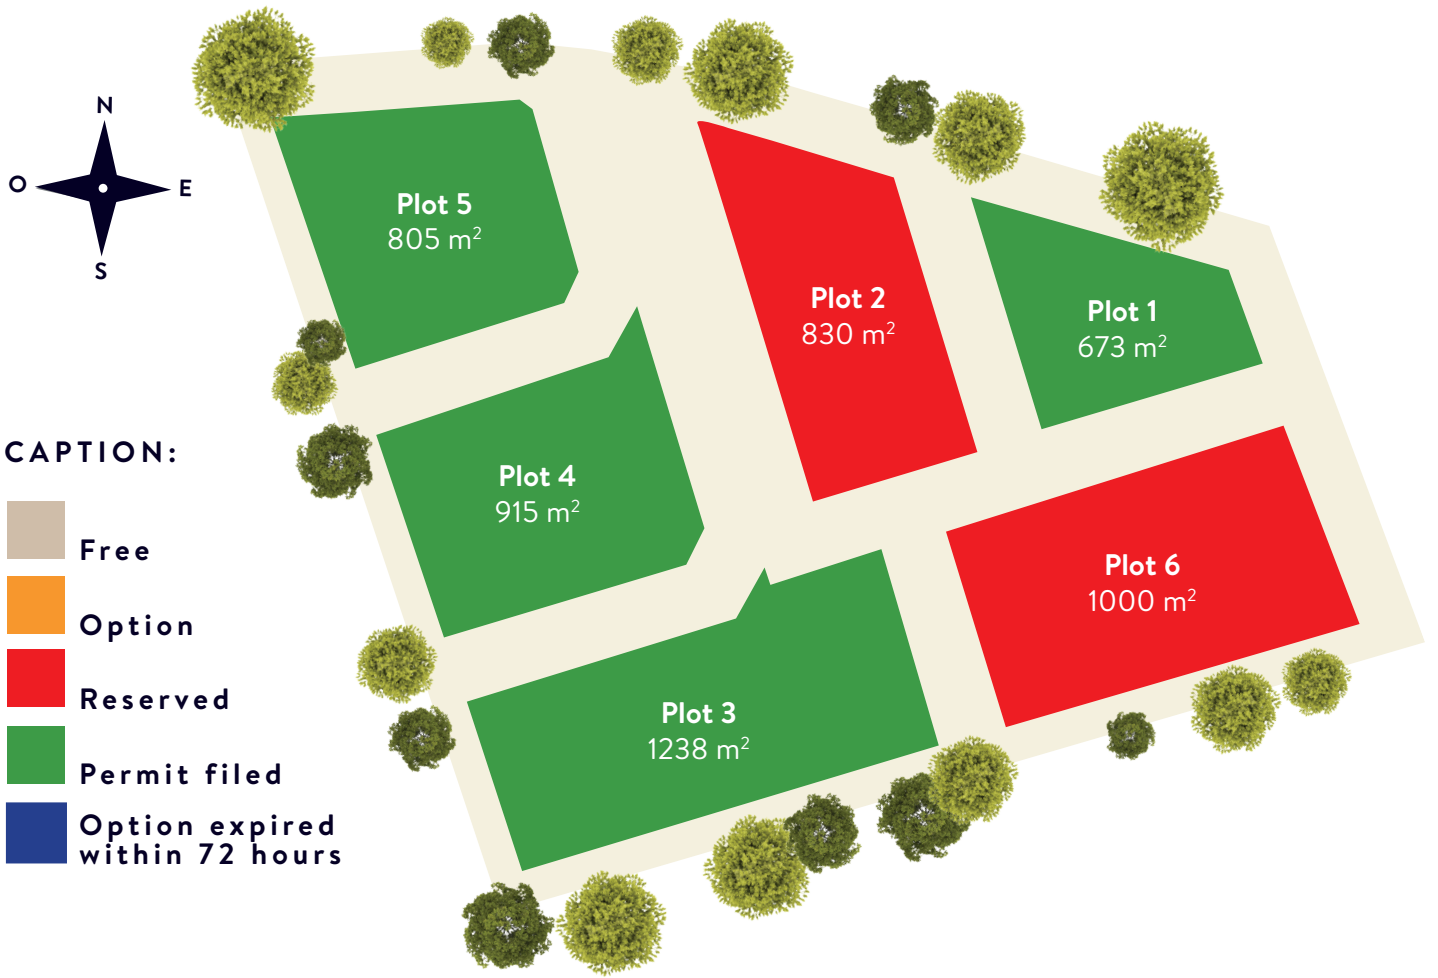 N
O
E
S
Plot 5
805 m²
Plot 2
830 m²
Plot 1
673 m²
Plot 4
915 m²
Plot 6
1000 m²
Plot 3
1238 m²
CAPTION:
Free
Option
Reserved
Permit filed
Option expired
within 72 hours